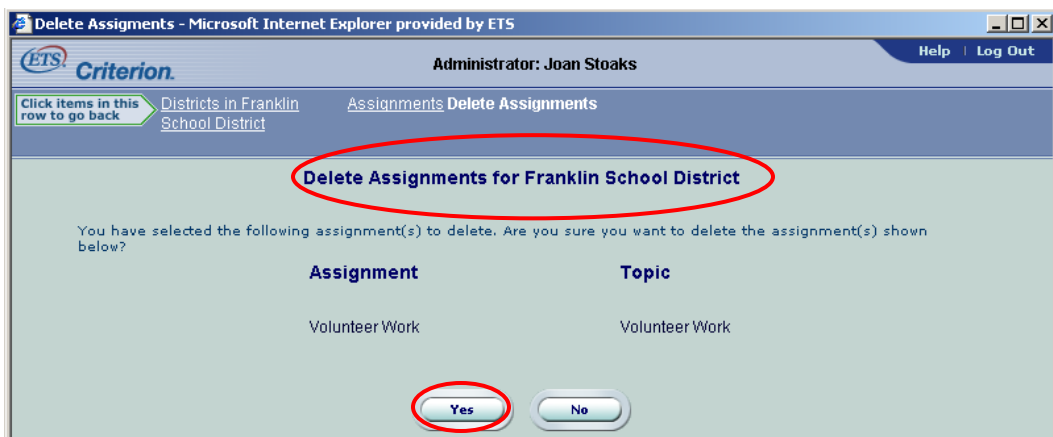 Delete Assigments - Microsoft Internet Explorer provided by ETS
ETS Criterion. Administrator: Joan Stoaks Help | Log Out
Click items in this Districts in Franklin Assignments Delete Assignments
row to go back School District
Delete Assignments for Franklin School District
You have selected the following assignment(s) to delete. Are you sure you want to delete the assignment(s) shown
below?
Assignment Topic
Volunteer Work Volunteer Work
Yes No